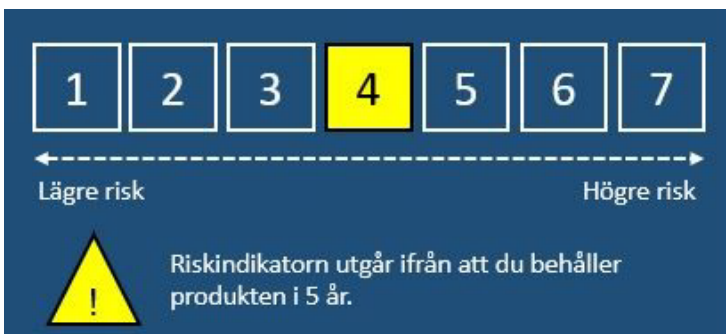 1 2 3 4 5 6 7
Lägre risk Högre risk
Riskindikatorn utgår ifrån att du behåller
! produkten i 5 år.